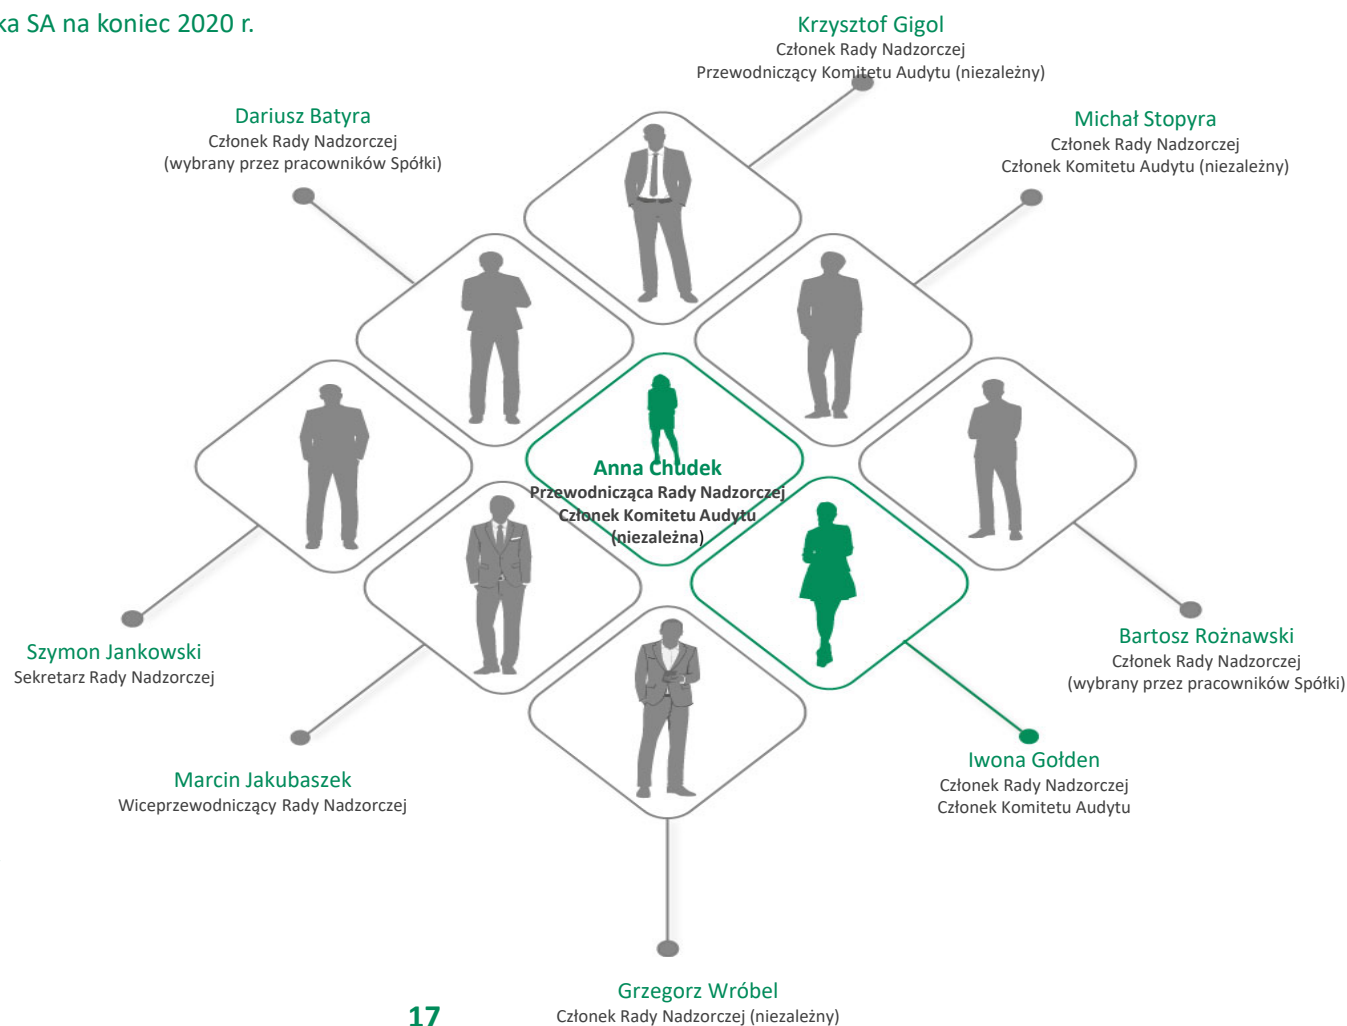 ka SA na koniec 2020 r.
Krzysztof Gigol
Członek Rady Nadzorczej
Przewodniczący Komitetu Audytu (niezależny)
Dariusz Batyra
Członek Rady Nadzorczej
(wybrany przez pracowników Spółki)
Michał Stopyra
Członek Rady Nadzorczej
Członek Komitetu Audytu (niezależny)
Anna Chudek
Przewodnicząca Rady Nadzorczej
Członek Komitetu Audytu
(niezależna)
Szymon Jankowski
Sekretarz Rady Nadzorczej
Bartosz Rożnawski
Członek Rady Nadzorczej
(wybrany przez pracowników Spółki)
Marcin Jakubaszek
Wiceprzewodniczący Rady Nadzorczej
Iwona Gołden
Członek Rady Nadzorczej
Członek Komitetu Audytu
Grzegorz Wróbel
Członek Rady Nadzorczej (niezależny)
17